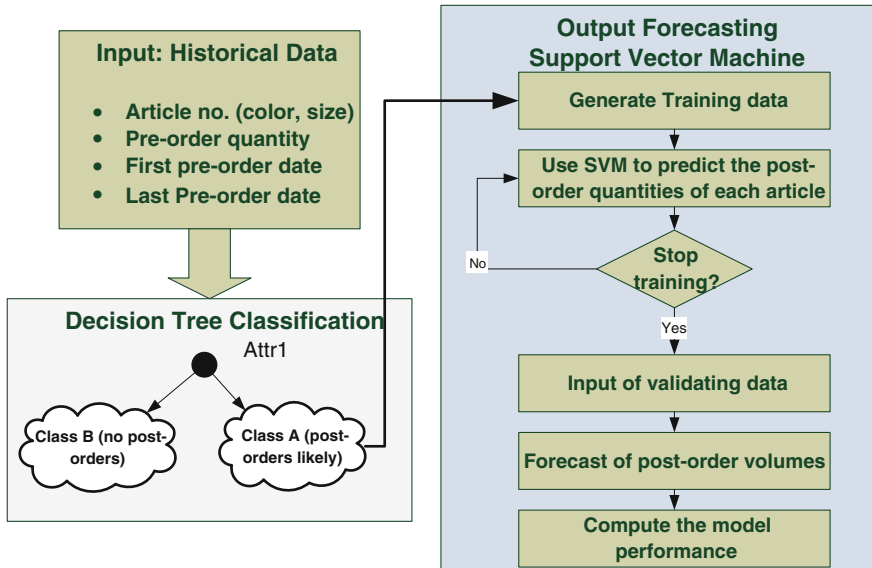 Input: Historical Data
• Article no. (color, size)
• Pre-order quantity
• First pre-order date
• Last Pre-order date
Decision Tree Classification
Attr1
Class B (no post-
orders)
Class A (post-
orders likely)
Output Forecasting
Support Vector Machine
Generate Training data
Use SVM to predict the post-
order quantities of each article
Stop
training?
No
Yes
Input of validating data
Forecast of post-order volumes
Compute the model
performance